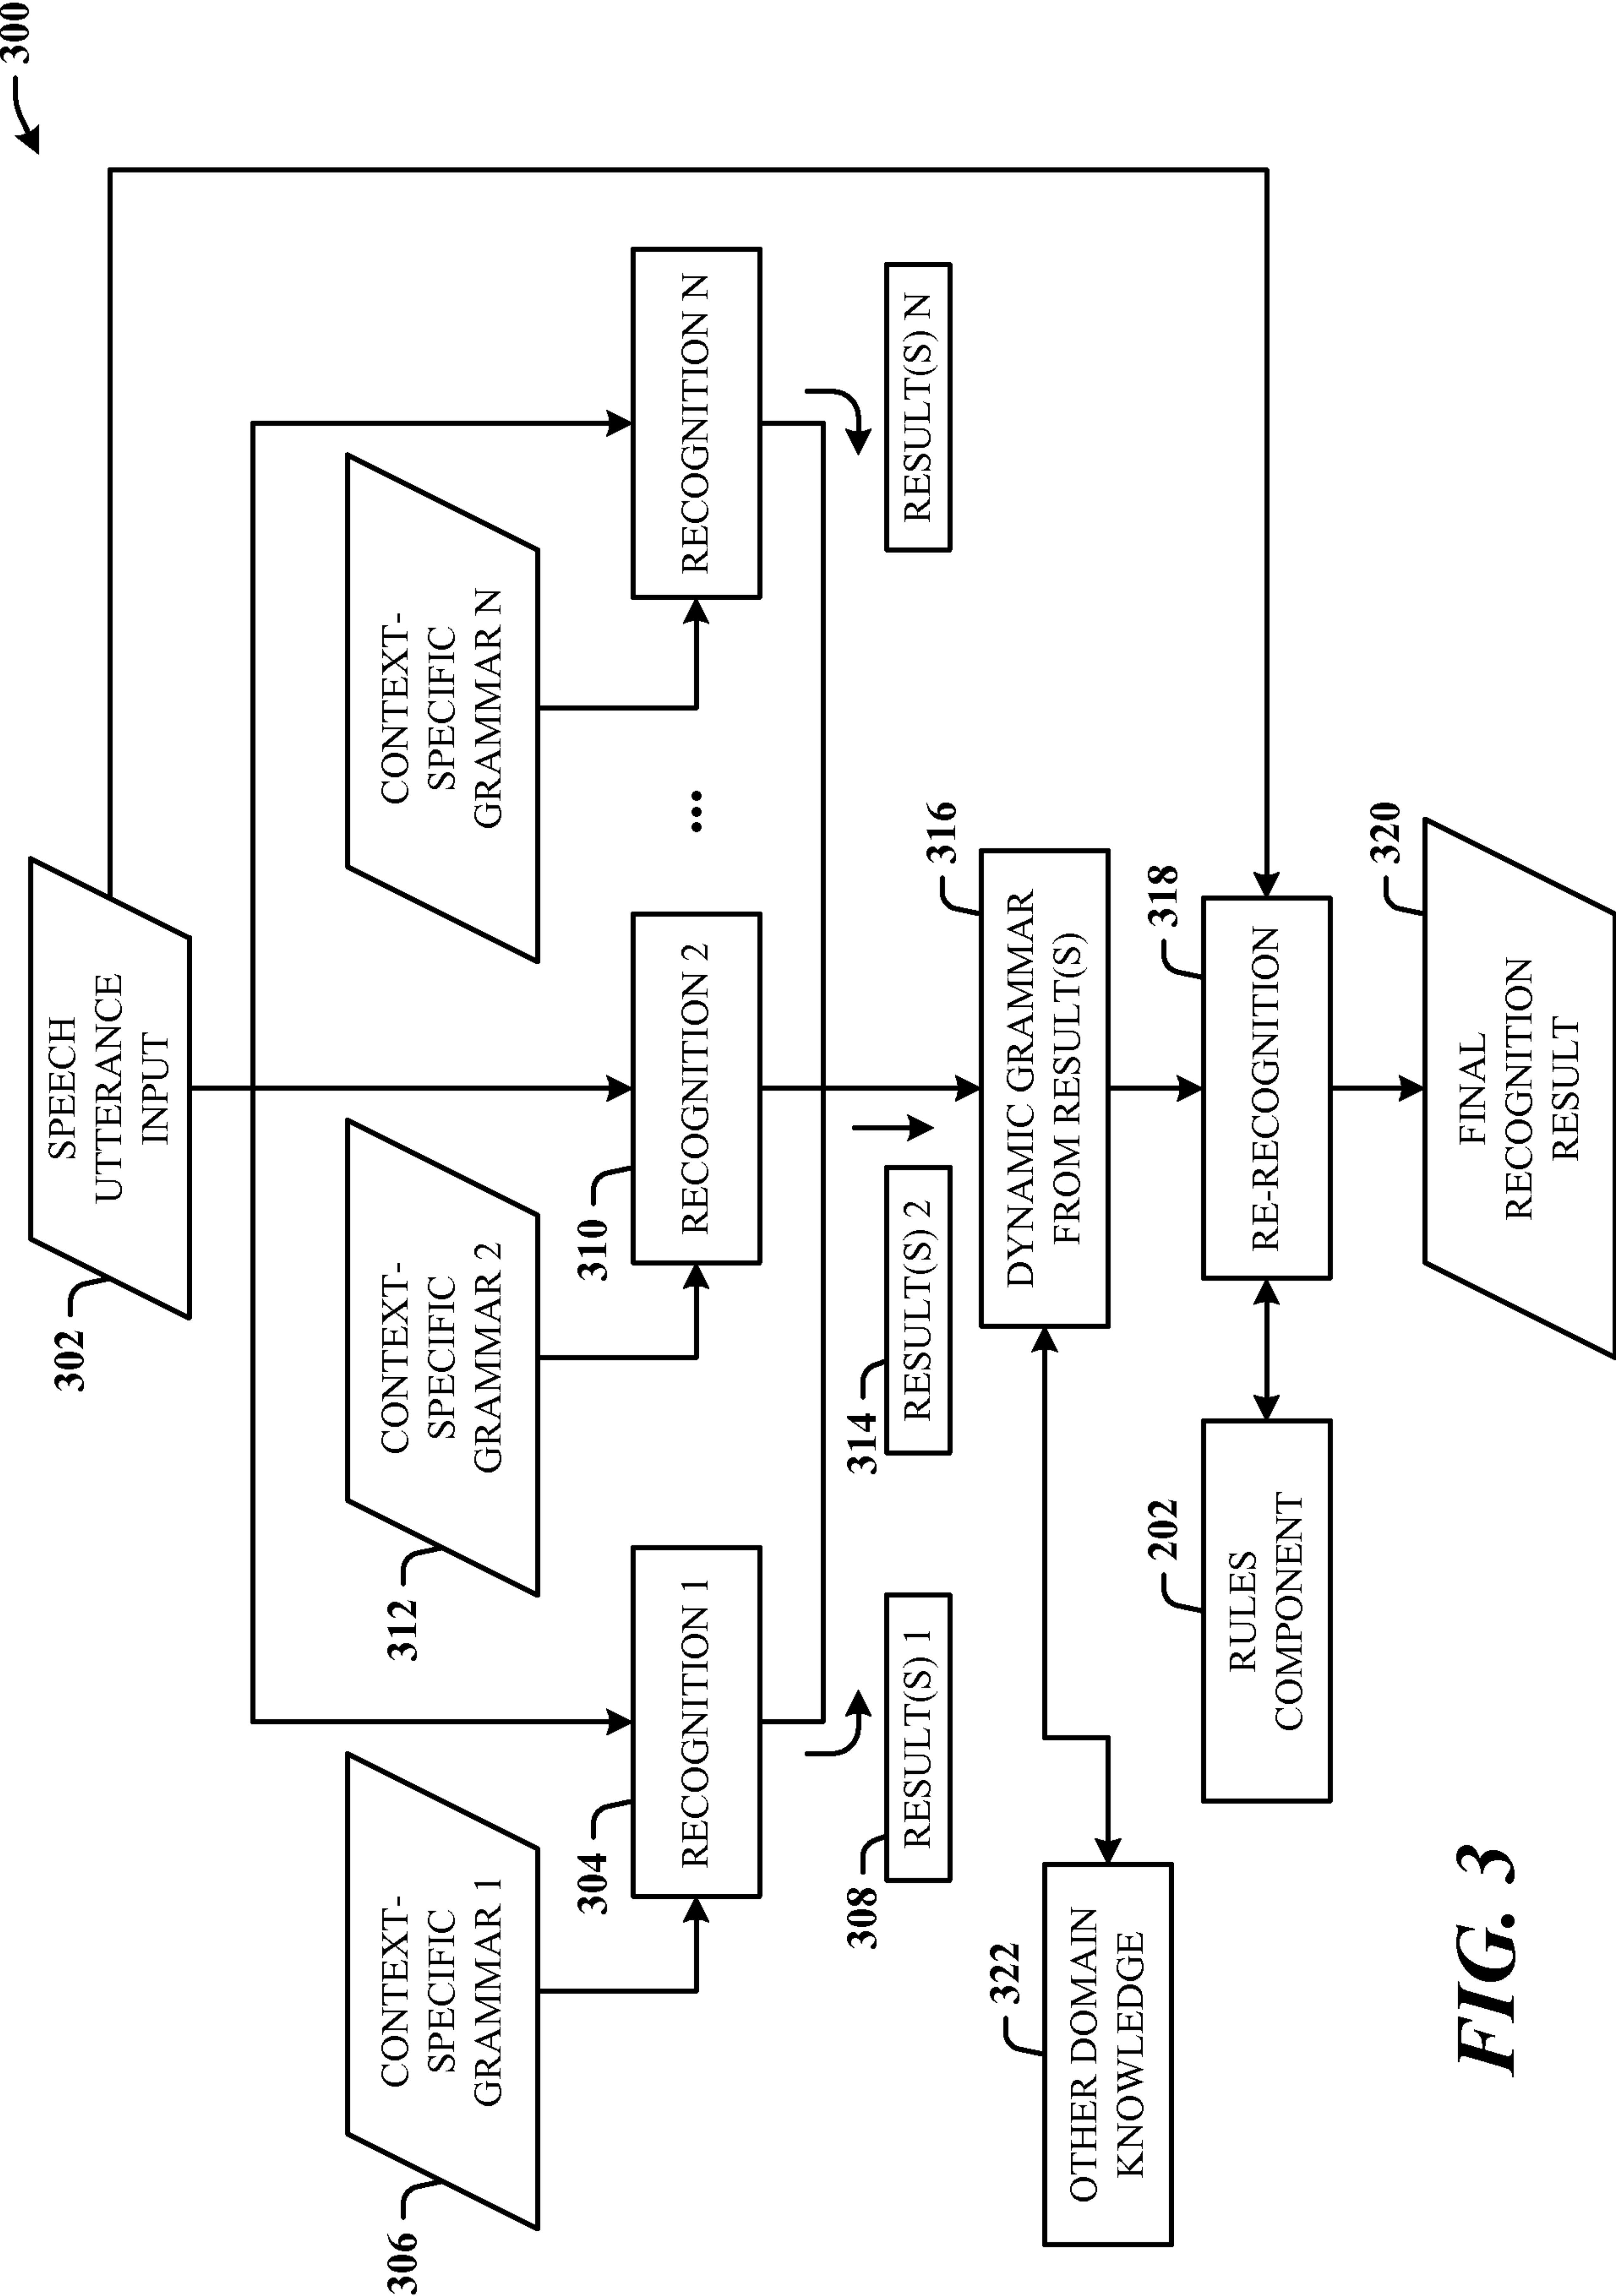 300
302
SPEECH
UTTERANCE
INPUT
306
CONTEXT-
SPECIFIC
GRAMMAR 1
312
CONTEXT-
SPECIFIC
GRAMMAR 2
CONTEXT-
SPECIFIC
GRAMMAR N
304
RECOGNITION 1
310
RECOGNITION 2
...
RECOGNITION N
308
RESULT(S) 1
314
RESULT(S) 2
RESULT(S) N
316
DYNAMIC GRAMMAR
FROM RESULT(S)
322
OTHER DOMAIN
KNOWLEDGE
202
RULES
COMPONENT
318
RE-RECOGNITION
320
FINAL
RECOGNITION
RESULT
FIG. 3